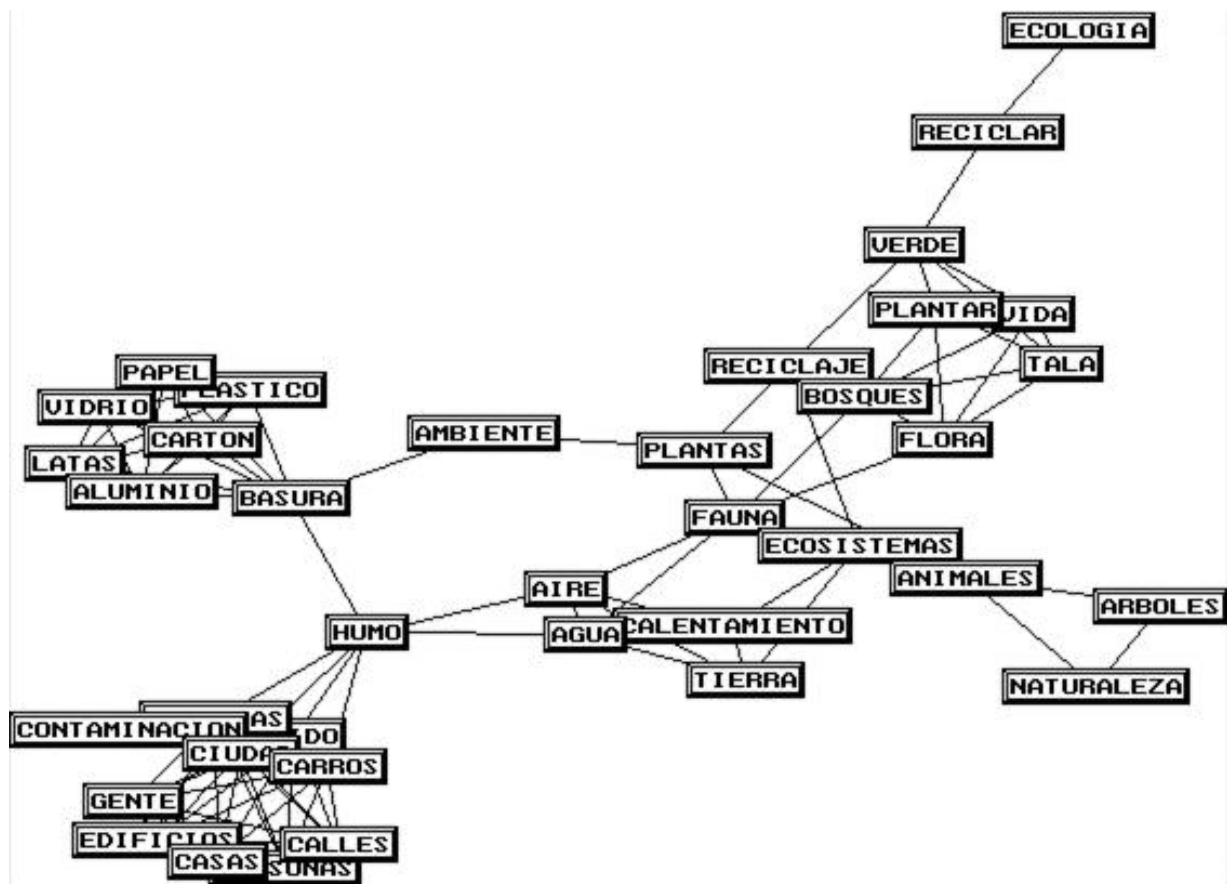 ECOLOGIA
RECICLAR
VERDE
PLANTAR
VIDA
RECICLAJE
TALA
PAPEL
PLASTICO
BOSQUES
VIDRIO
CARTON
AMBIENTE
FLORA
PLANTAS
LATAS
ALUMINIO
BASURA
FAUNA
ECOSISTEMAS
ANIMALES
AIRE
ARBOLES
CALENTAMIENTO
HUMO
AGUA
TIERRA
NATURALEZA
CONTAMINACION
CIUDAD
CARROS
GENTE
EDIFICIOS
CALLES
CASAS